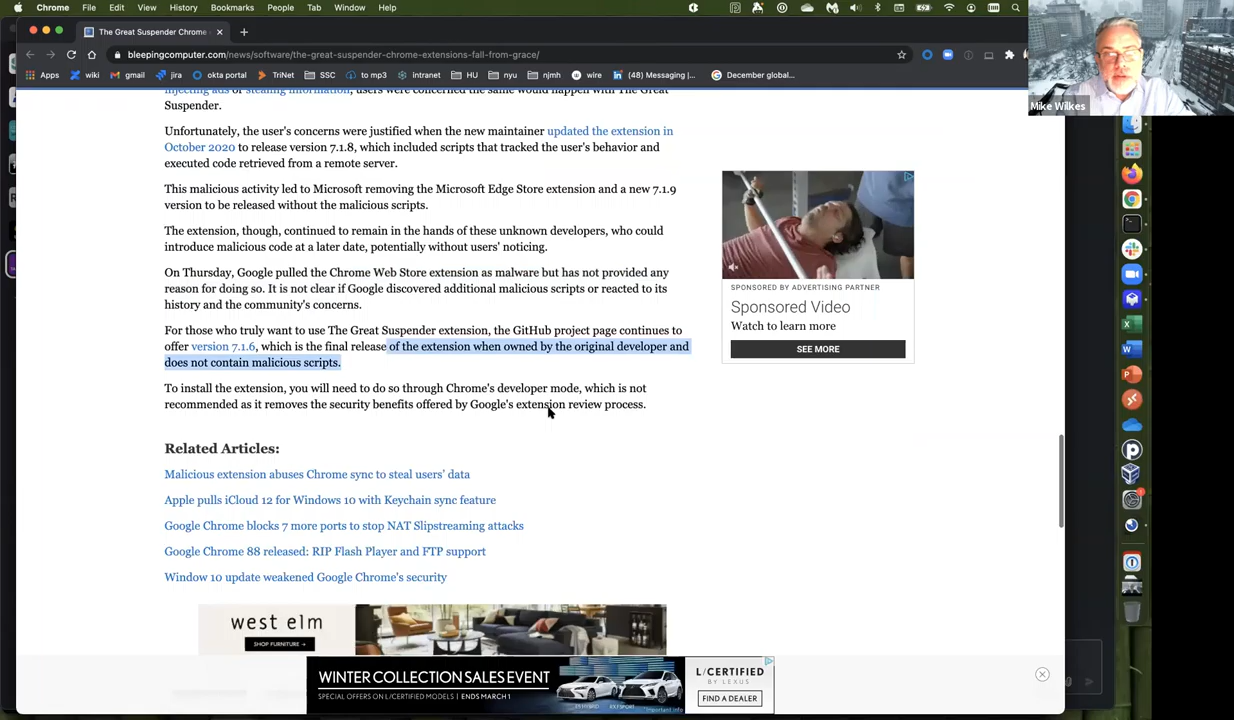 Chrome File Edit View History Bookmarks People Tab Window Help
The Great Suspender Chrome
bleepingcomputer.com/news/software/the-great-suspender-chrome-extensions-fall-from-grace/
Apps wiki gmail jira okta portal TriNet SSC to mp3 Intranet HU nyu njmh wire (48) Messaging |... December global...
Mike Wilkes
injecting ads or stealing information, users were concerned the same would happen with The Great
Suspender.
Unfortunately, the user's concerns were justified when the new maintainer updated the extension in
October 2020 to release version 7.1.8, which included scripts that tracked the user's behavior and
executed code retrieved from a remote server.
This malicious activity led to Microsoft removing the Microsoft Edge Store extension and a new 7.1.9
version to be released without the malicious scripts.
The extension, though, continued to remain in the hands of these unknown developers, who could
introduce malicious code at a later date, potentially without users' noticing.
On Thursday, Google pulled the Chrome Web Store extension as malware but has not provided any
reason for doing so. It is not clear if Google discovered additional malicious scripts or reacted to its
history and the community's concerns.
For those who truly want to use The Great Suspender extension, the GitHub project page continues to
offer version 7.1.6, which is the final release of the extension when owned by the original developer and
does not contain malicious scripts.
To install the extension, you will need to do so through Chrome's developer mode, which is not
recommended as it removes the security benefits offered by Google's extension review process.
SPONSORED BY ADVERTISING PARTNER
Sponsored Video
Watch to learn more
SEE MORE
Related Articles:
Malicious extension abuses Chrome sync to steal users' data
Apple pulls iCloud 12 for Windows 10 with Keychain sync feature
Google Chrome blocks 7 more ports to stop NAT Slipstreaming attacks
Google Chrome 88 released: RIP Flash Player and FTP support
Window 10 update weakened Google Chrome's security
west elm
SHOP FURNITURE →
WINTER COLLECTION SALES EVENT
SPECIAL OFFERS ON L/CERTIFIED MODELS | ENDS MARCH 1
L/CERTIFIED
BY LEXUS
FIND A DEALER